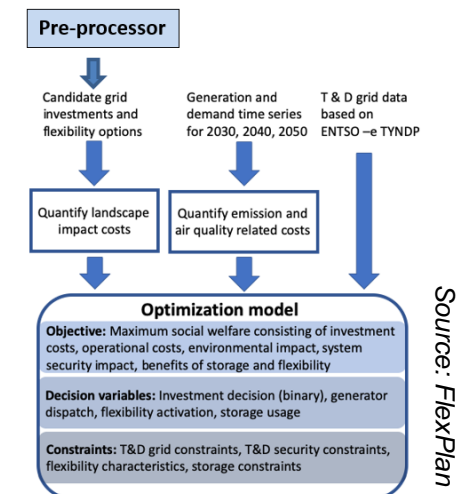 Pre-processor
Candidate grid
investments and
flexibility options
Generation and
demand time series
for 2030, 2040, 2050
T & D grid data
based on
ENTSO –e TYNDP
Quantify landscape
impact costs
Quantify emission and
air quality related costs
Optimization model
Objective: Maximum social welfare consisting of investment
costs, operational costs, environmental impact, system
security impact, benefits of storage and flexibility
Decision variables: Investment decision (binary), generator
dispatch, flexibility activation, storage usage
Constraints: T&D grid constraints, T&D security constraints,
flexibility characteristics, storage constraints
Source: FlexPlan